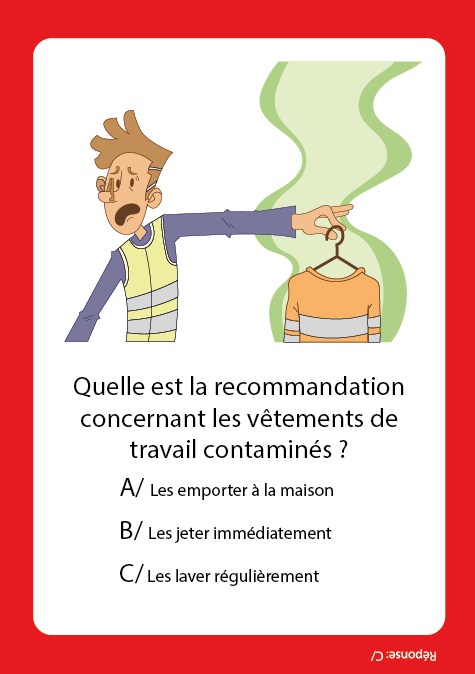 Quelle est la recommandation
concernant les vêtements de
travail contaminés ?
A/ Les emporter à la maison
B/ Les jeter immédiatement
C/ Les laver régulièrement
Réponse: C/